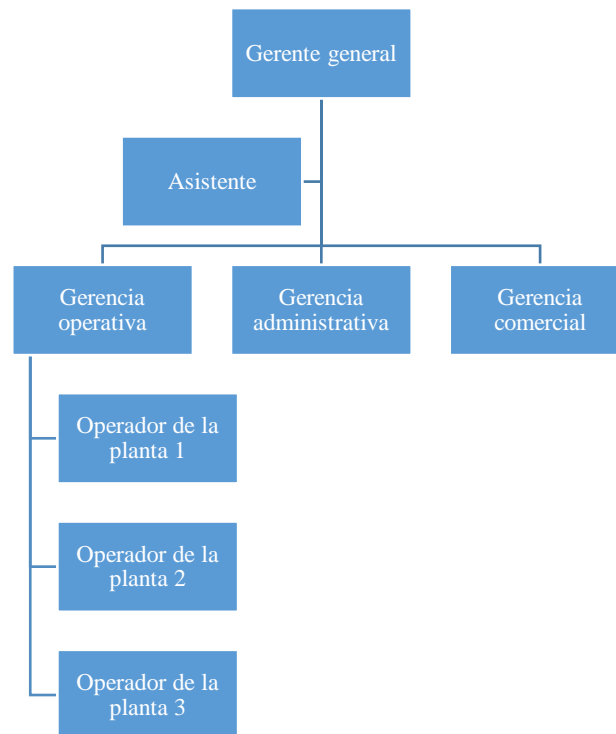 Gerente general
Asistente
Gerencia
operativa
Gerencia
administrativa
Gerencia
comercial
Operador de la
planta 1
Operador de la
planta 2
Operador de la
planta 3